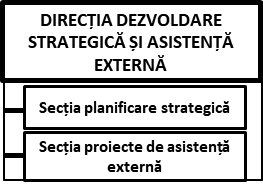 DIRECȚIA DEZVOLDARE
STRATEGICĂ ȘI ASISTENȚĂ
EXTERNĂ
Secția planificare strategică
Secția proiecte de asistență
externă